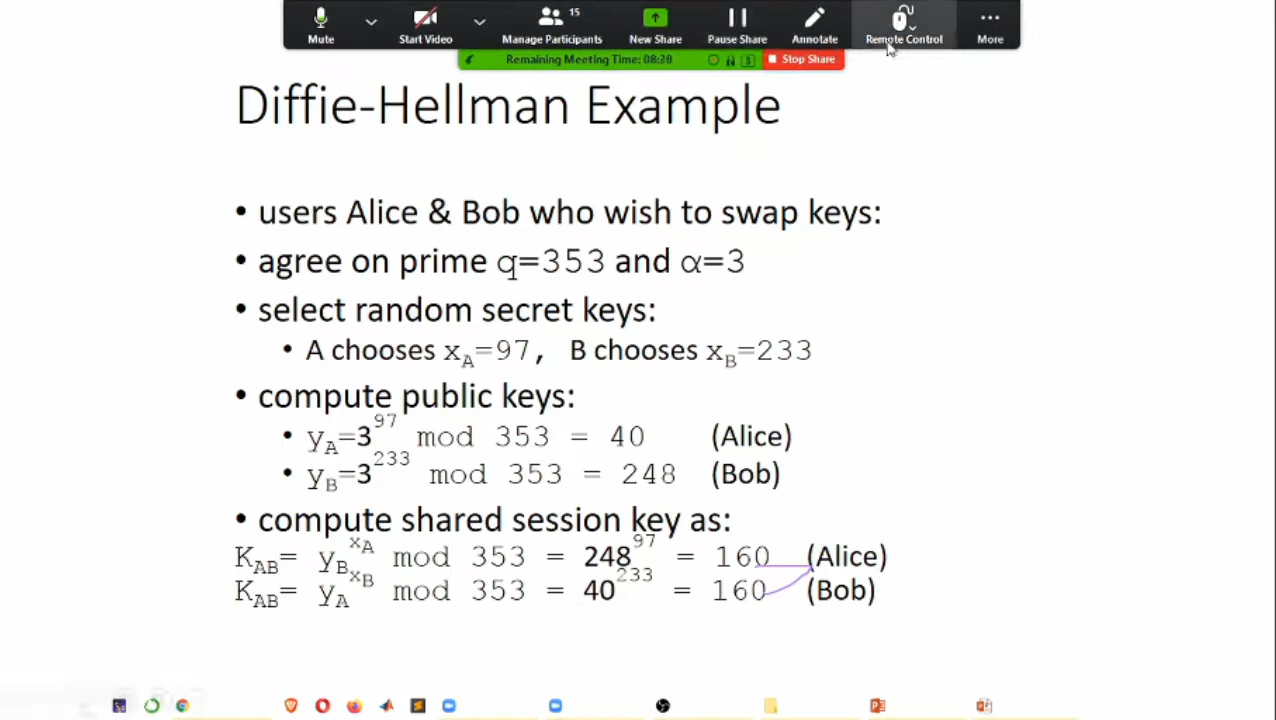 Mute
Start Video
15
Manage Participants
New Share
Pause Share
Annotate
Remote Control
More
Remaining Meeting Time: 08:30
Stop Share
Diffie-Hellman Example
• users Alice & Bob who wish to swap keys:
• agree on prime q=353 and α=3
• select random secret keys:
• A chooses xA=97, B chooses xB=233
• compute public keys:
• yA=3^97 mod 353 = 40 (Alice)
• yB=3^233 mod 353 = 248 (Bob)
• compute shared session key as:
KAB= yB^xA mod 353 = 248^97 = 160 (Alice)
KAB= yA^xB mod 353 = 40^233 = 160 (Bob)